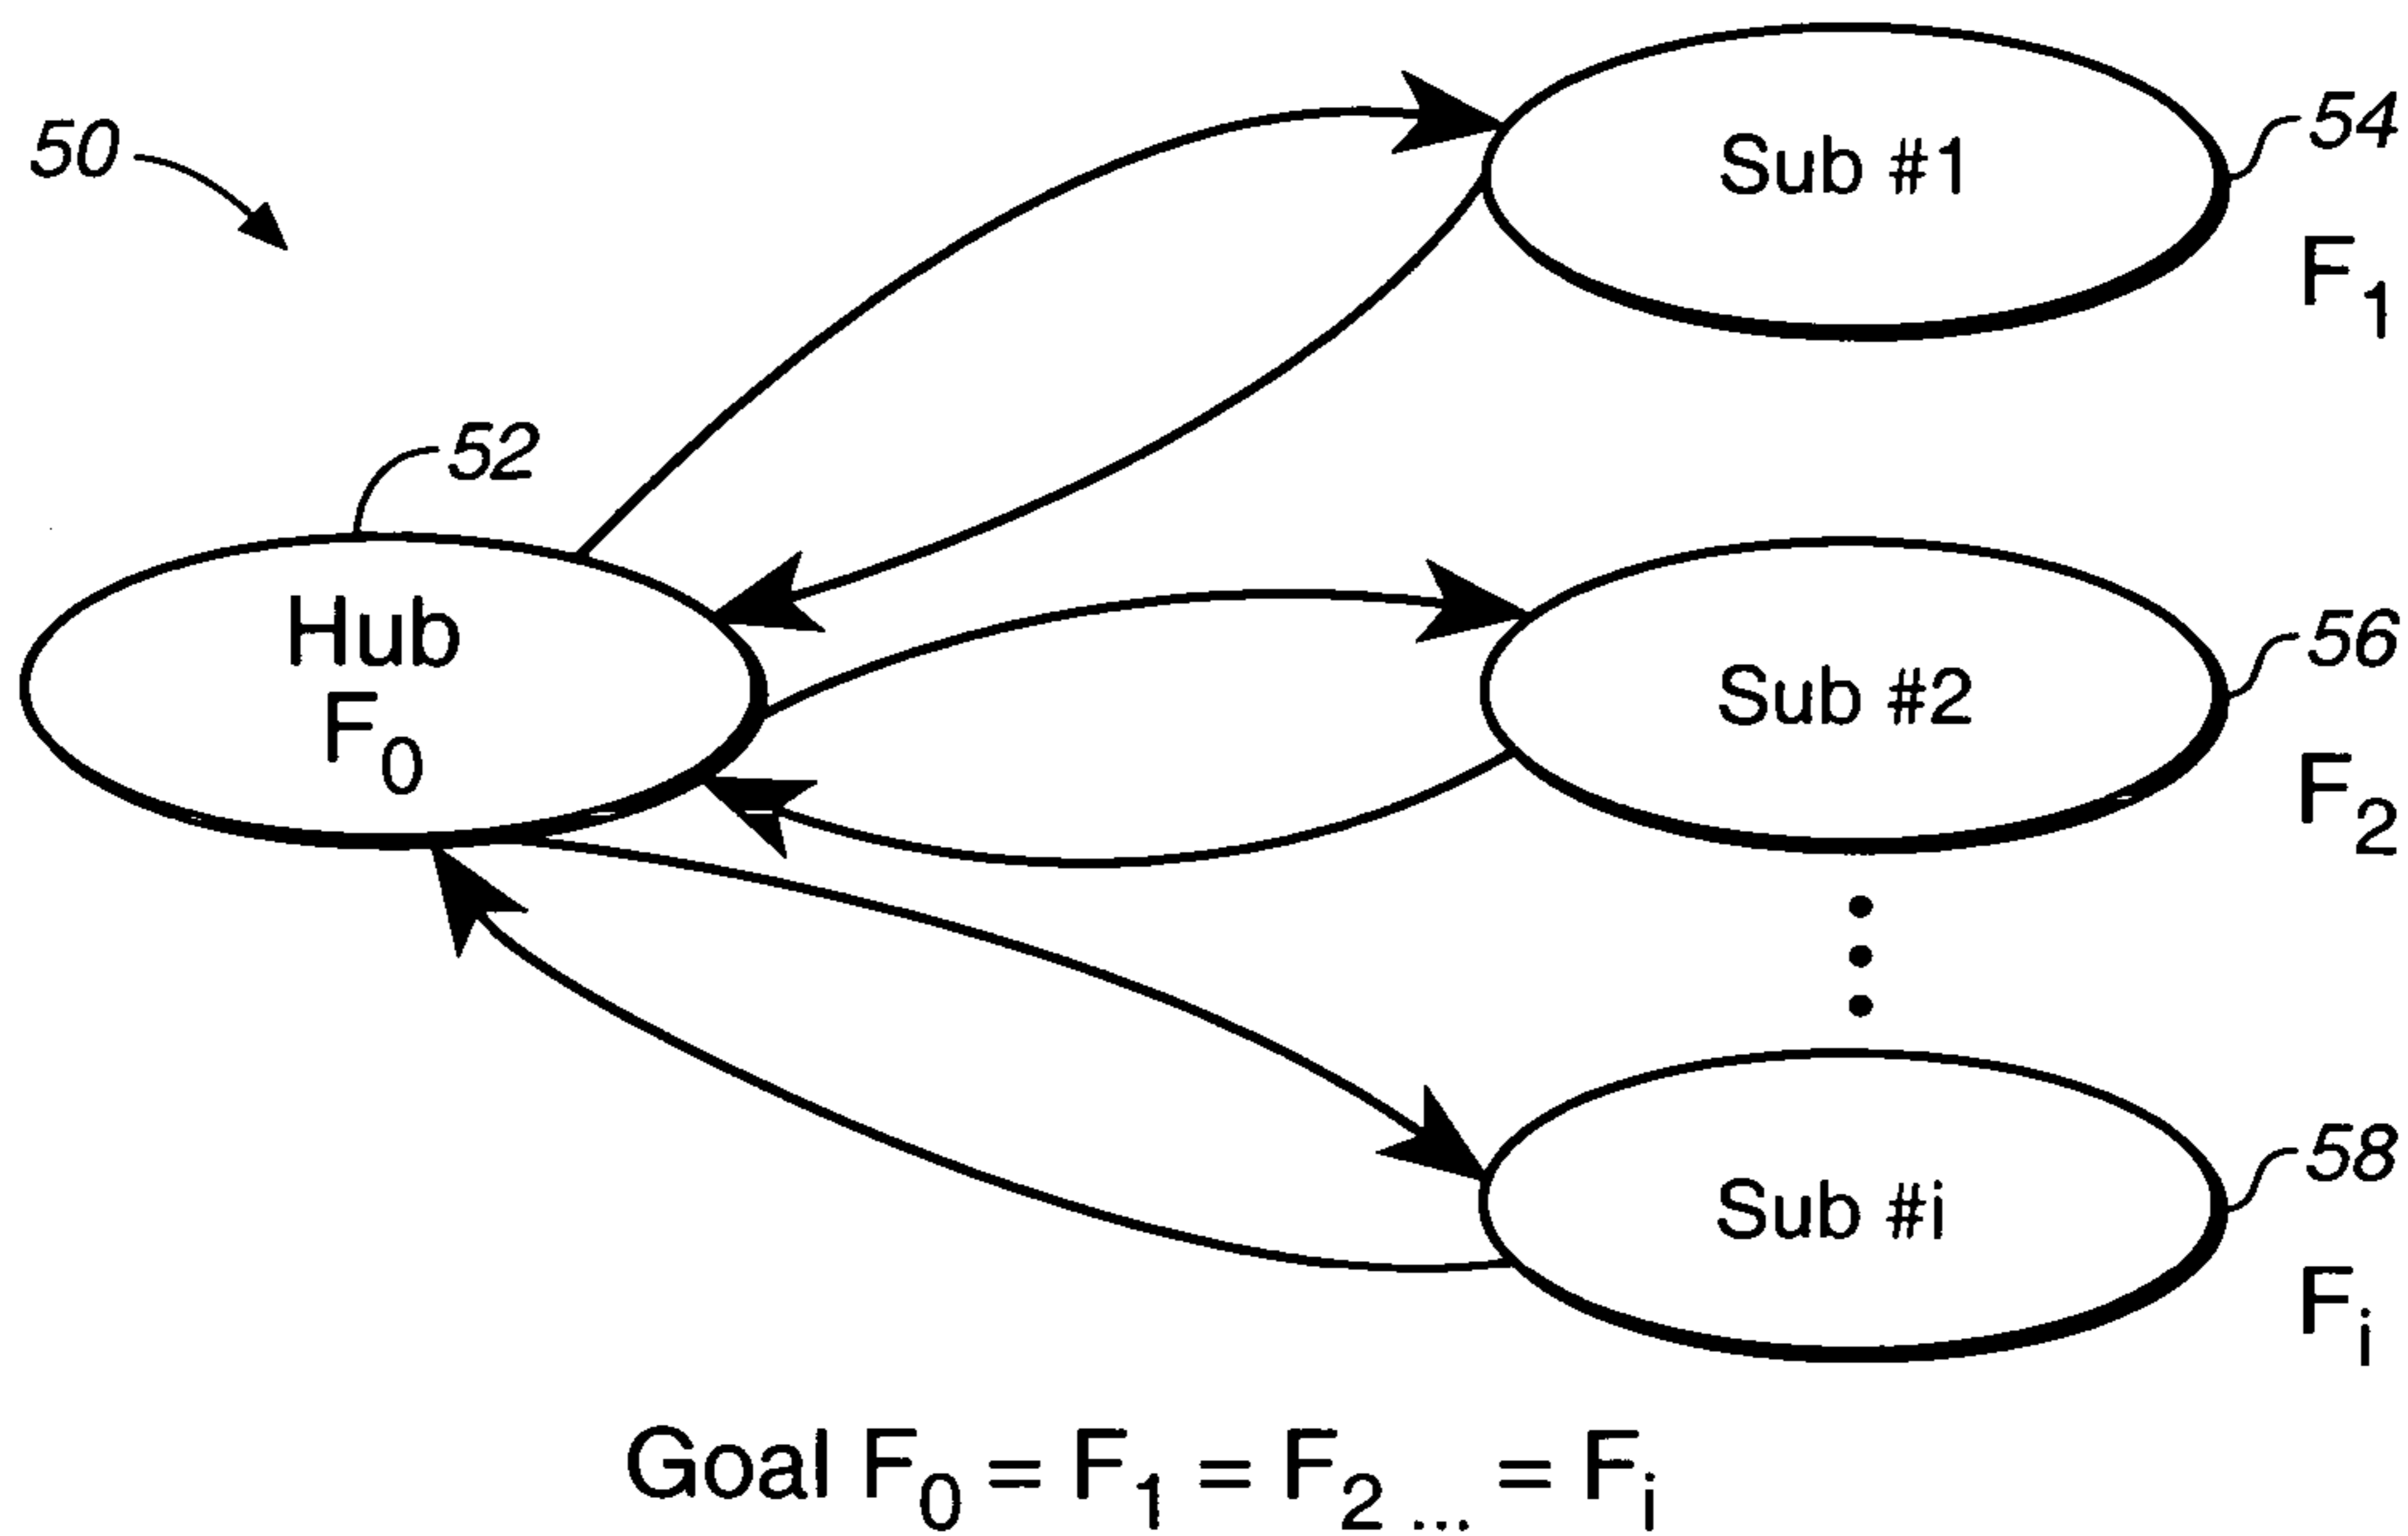 50
Sub #1
54
F1
52
Hub
F0
Sub #2
56
F2
Sub #i
58
Fi
Goal F0 = F1 = F2 ... = Fi